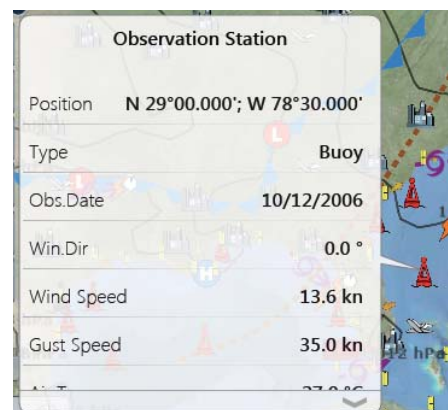 Observation Station
Position N 29°00.000'; W 78°30.000'
Type Buoy
Obs.Date 10/12/2006
Win.Dir 0.0 °
Wind Speed 13.6 kn
Gust Speed 35.0 kn
hPa